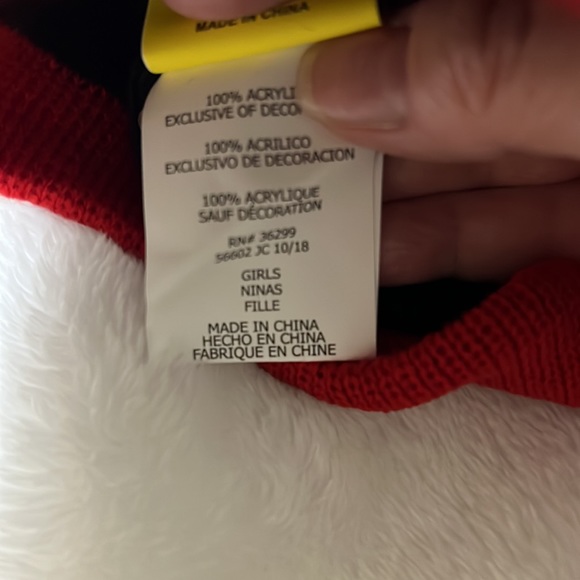 MADE IN CHINA
100% ACRYLI
EXCLUSIVE OF DECO
100% ACRILICO
EXCLUSIVO DE DECORACION
100% ACRYLIQUE
SAUF DÉCORATION
RN# 36299
56602 JC 10/18
GIRLS
NINAS
FILLE
MADE IN CHINA
HECHO EN CHINA
FABRIQUE EN CHINE